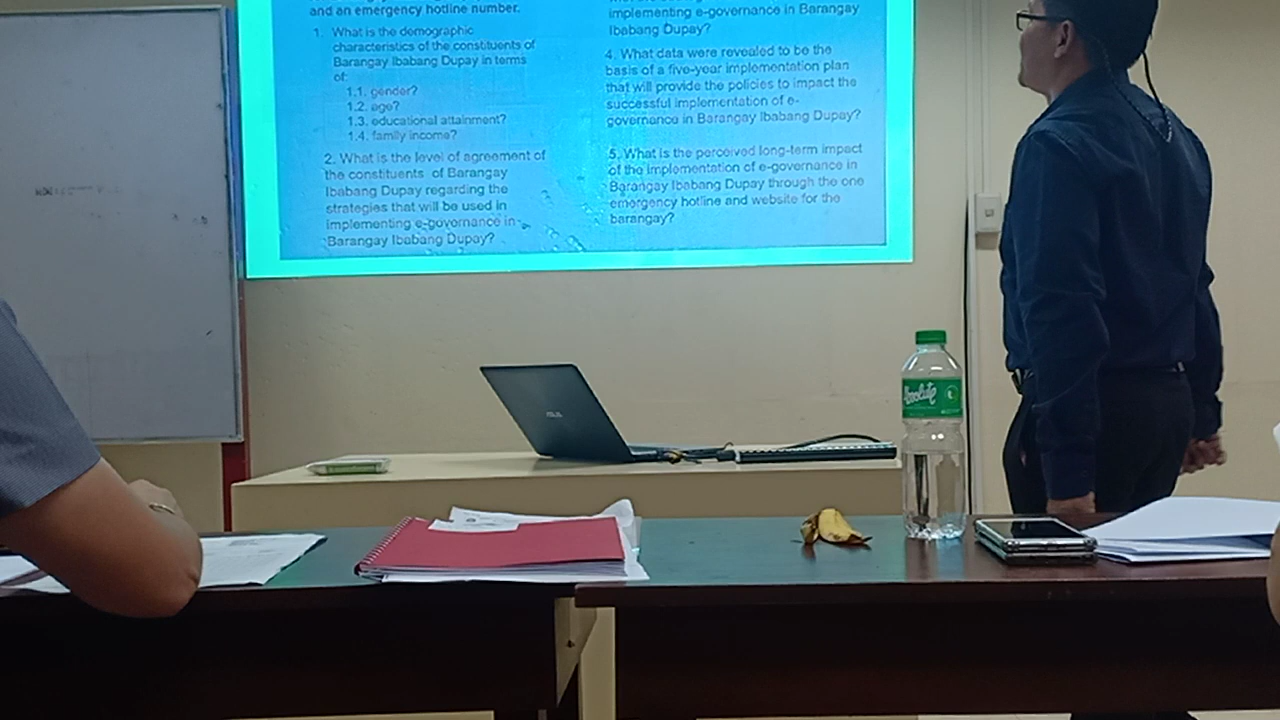 and an emergency hotline number.
1. What is the demographic
characteristics of the constituents of
Barangay Ibabang Dupay in terms
of:
1.1. gender?
1.2. age?
1.3. educational attainment?
1.4. family income?
2. What is the level of agreement of
the constituents of Barangay
Ibabang Dupay regarding the
strategies that will be used in
implementing e-governance in
Barangay Ibabang Dupay?
implementing e-governance in Barangay
Ibabang Dupay?
4. What data were revealed to be the
basis of a five-year implementation plan
that will provide the policies to impact the
successful implementation of e-
governance in Barangay Ibabang Dupay?
5. What is the perceived long-term impact
of the implementation of e-governance in
Barangay Ibabang Dupay through the one
emergency hotline and website for the
barangay?
ASUS
Absolute